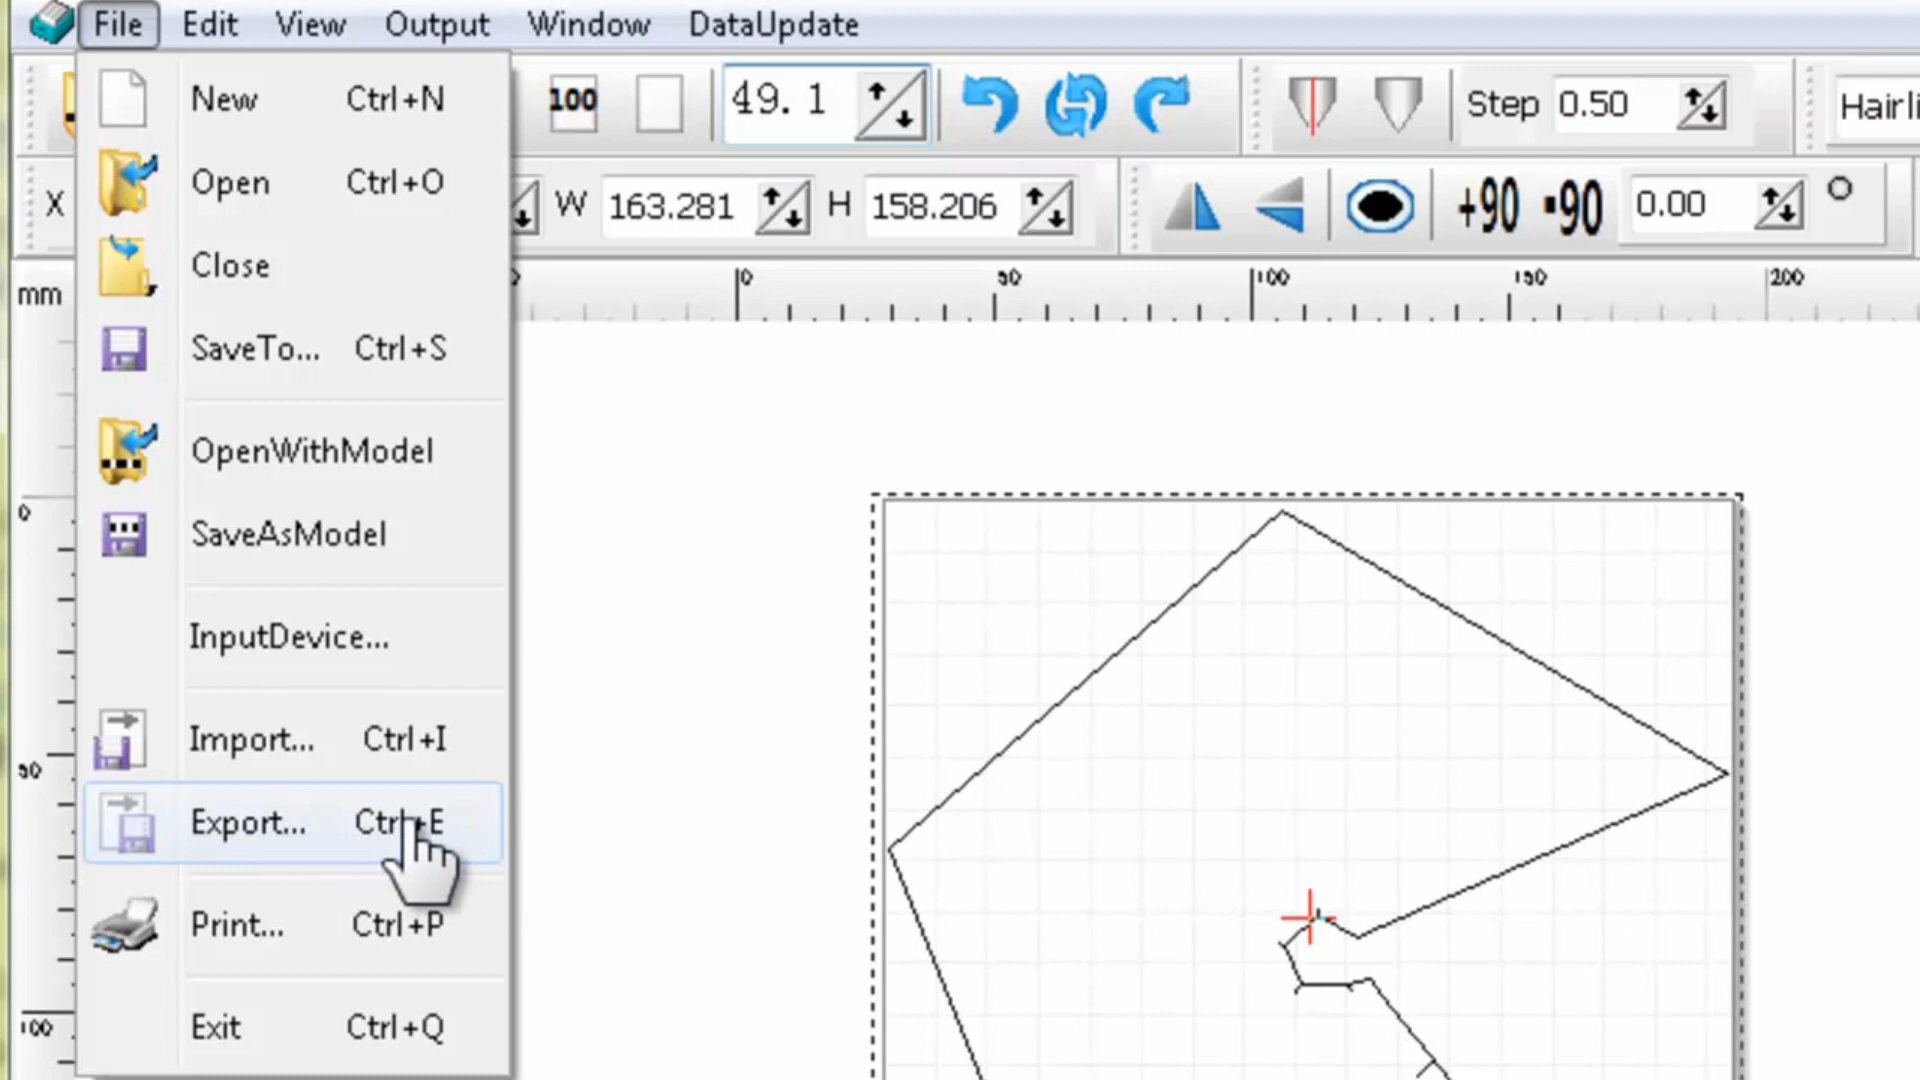 File Edit View Output Window DataUpdate
New Ctrl+N
Open Ctrl+O
Close
SaveTo... Ctrl+S
OpenWithModel
SaveAsModel
InputDevice...
Import... Ctrl+I
Export... Ctrl+E
Print... Ctrl+P
Exit Ctrl+Q
100 49.1 Step 0.50
X W 163.281 H 158.206 +90 -90 0.00 °
mm 0 50 100 150 200
0
50
100